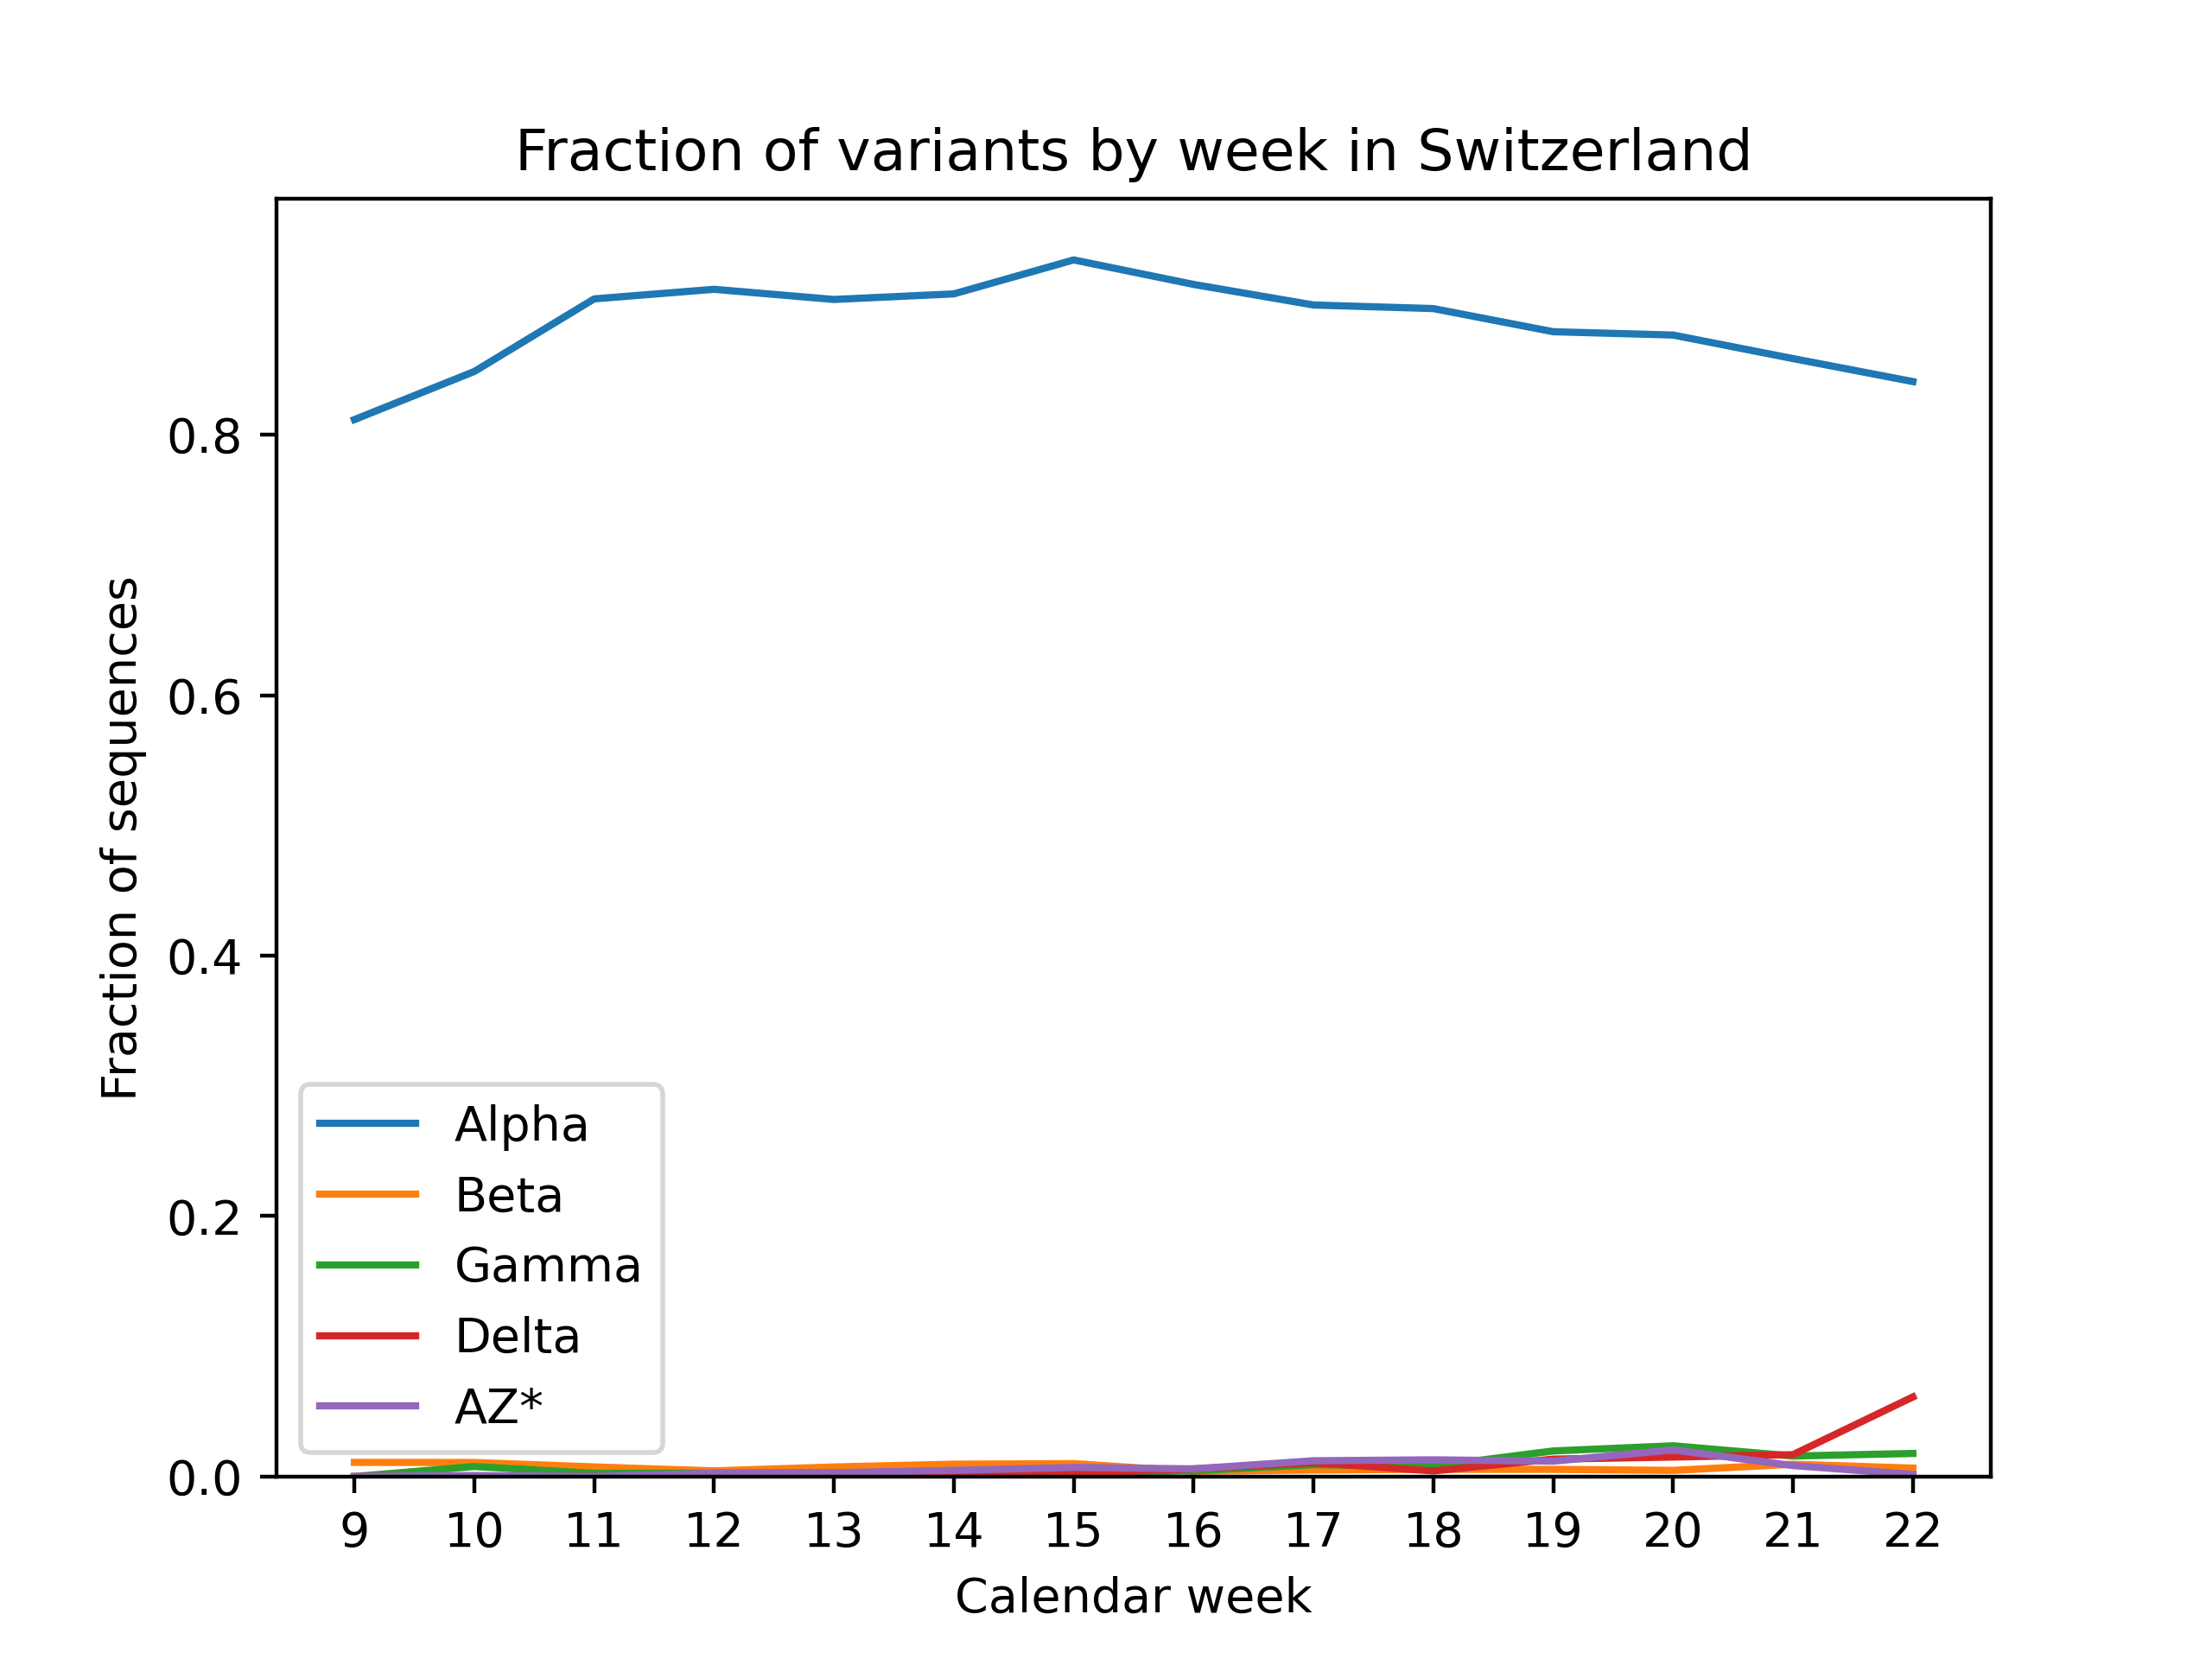 Fraction of variants by week in Switzerland
Fraction of sequences
0.8
0.6
0.4
0.2
0.0
Alpha
Beta
Gamma
Delta
AZ*
9 10 11 12 13 14 15 16 17 18 19 20 21 22
Calendar week